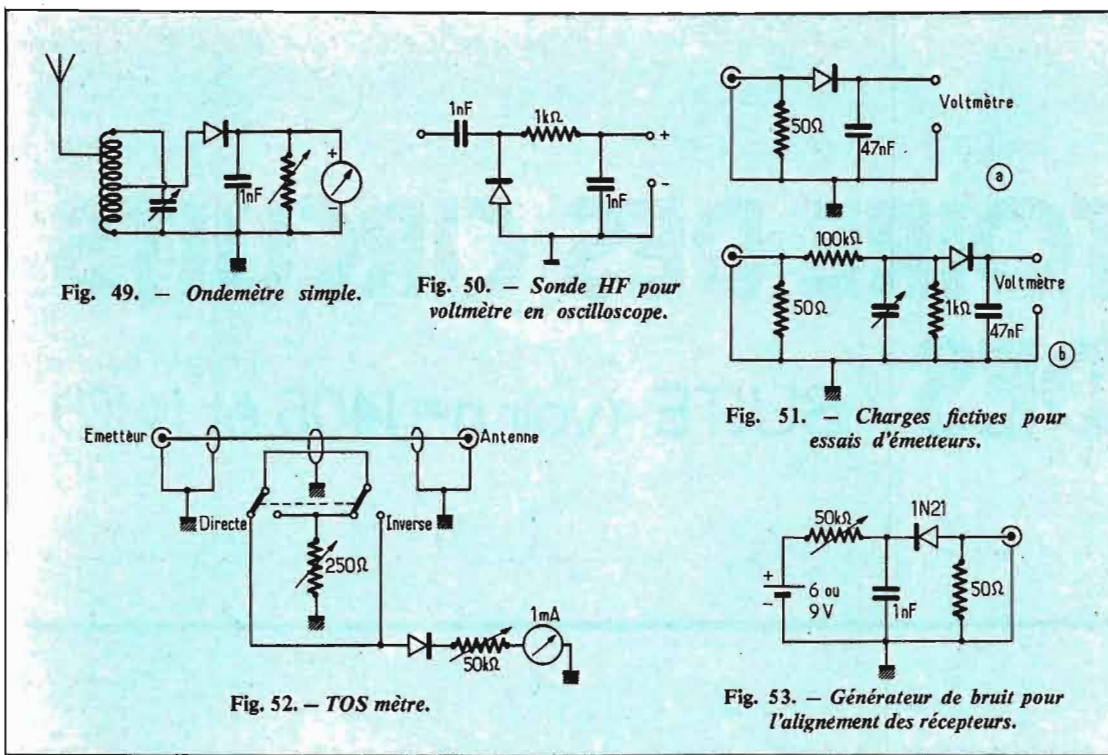 1nF
+
-
Fig. 49. — Ondemètre simple.
1nF
1kΩ
+
-
1nF
Fig. 50. — Sonde HF pour
voltmètre en oscilloscope.
50Ω
47nF
Voltmètre
a
100kΩ
50Ω
1kΩ
47nF
Voltmètre
b
Fig. 51. — Charges fictives pour
essais d'émetteurs.
Emetteur
Antenne
Directe
Inverse
250Ω
50kΩ
1mA
Fig. 52. — TOS mètre.
50kΩ
1N21
+
-
6 ou
9V
1nF
50Ω
Fig. 53. — Générateur de bruit pour
l'alignement des récepteurs.